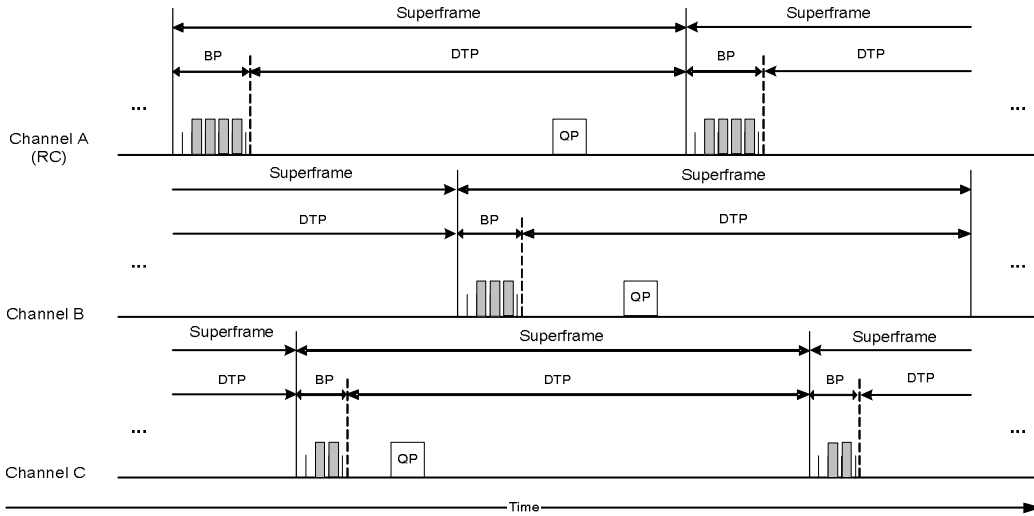 Superframe Superframe
BP DTP BP DTP
... ...
QP
Channel A
(RC)
Superframe Superframe
DTP BP DTP
... ...
QP
Channel B
Superframe Superframe Superframe
DTP BP DTP BP DTP
... ...
QP
Channel C
Time